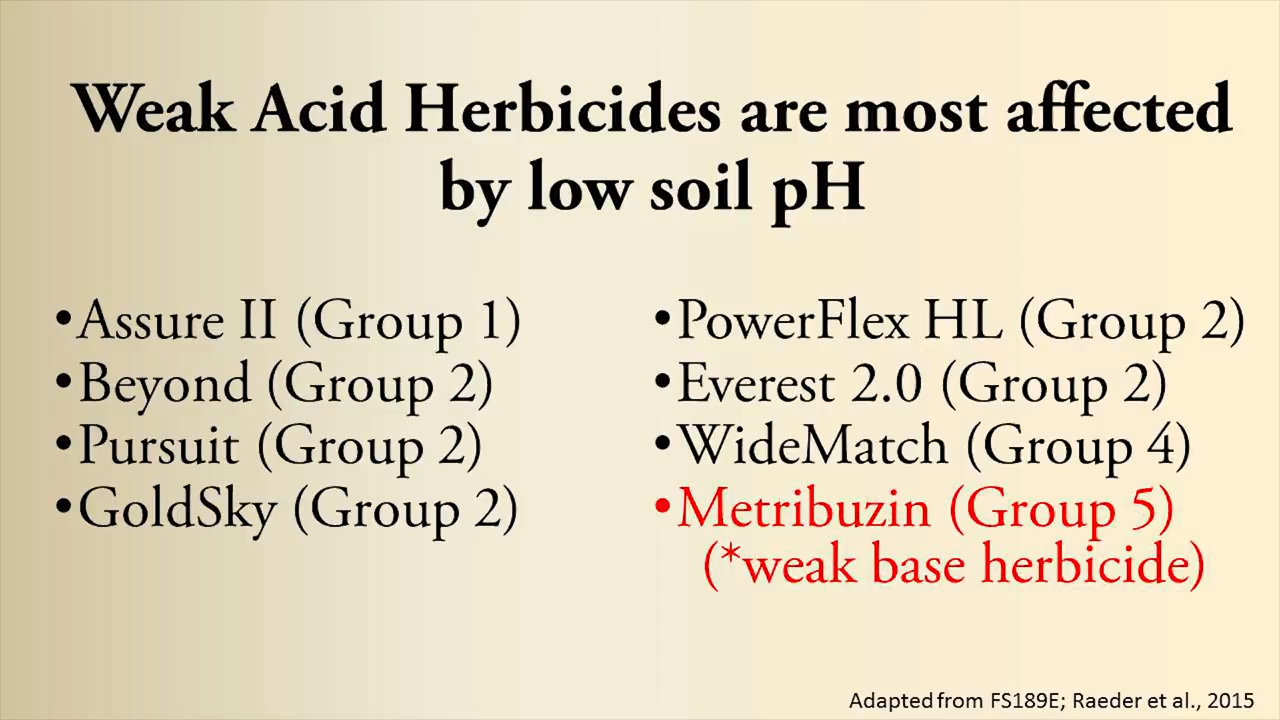 Weak Acid Herbicides are most affected
by low soil pH
•Assure II (Group 1)
•Beyond (Group 2)
•Pursuit (Group 2)
•GoldSky (Group 2)
•PowerFlex HL (Group 2)
•Everest 2.0 (Group 2)
•WideMatch (Group 4)
•Metribuzin (Group 5)
(*weak base herbicide)
Adapted from FS189E; Raeder et al., 2015